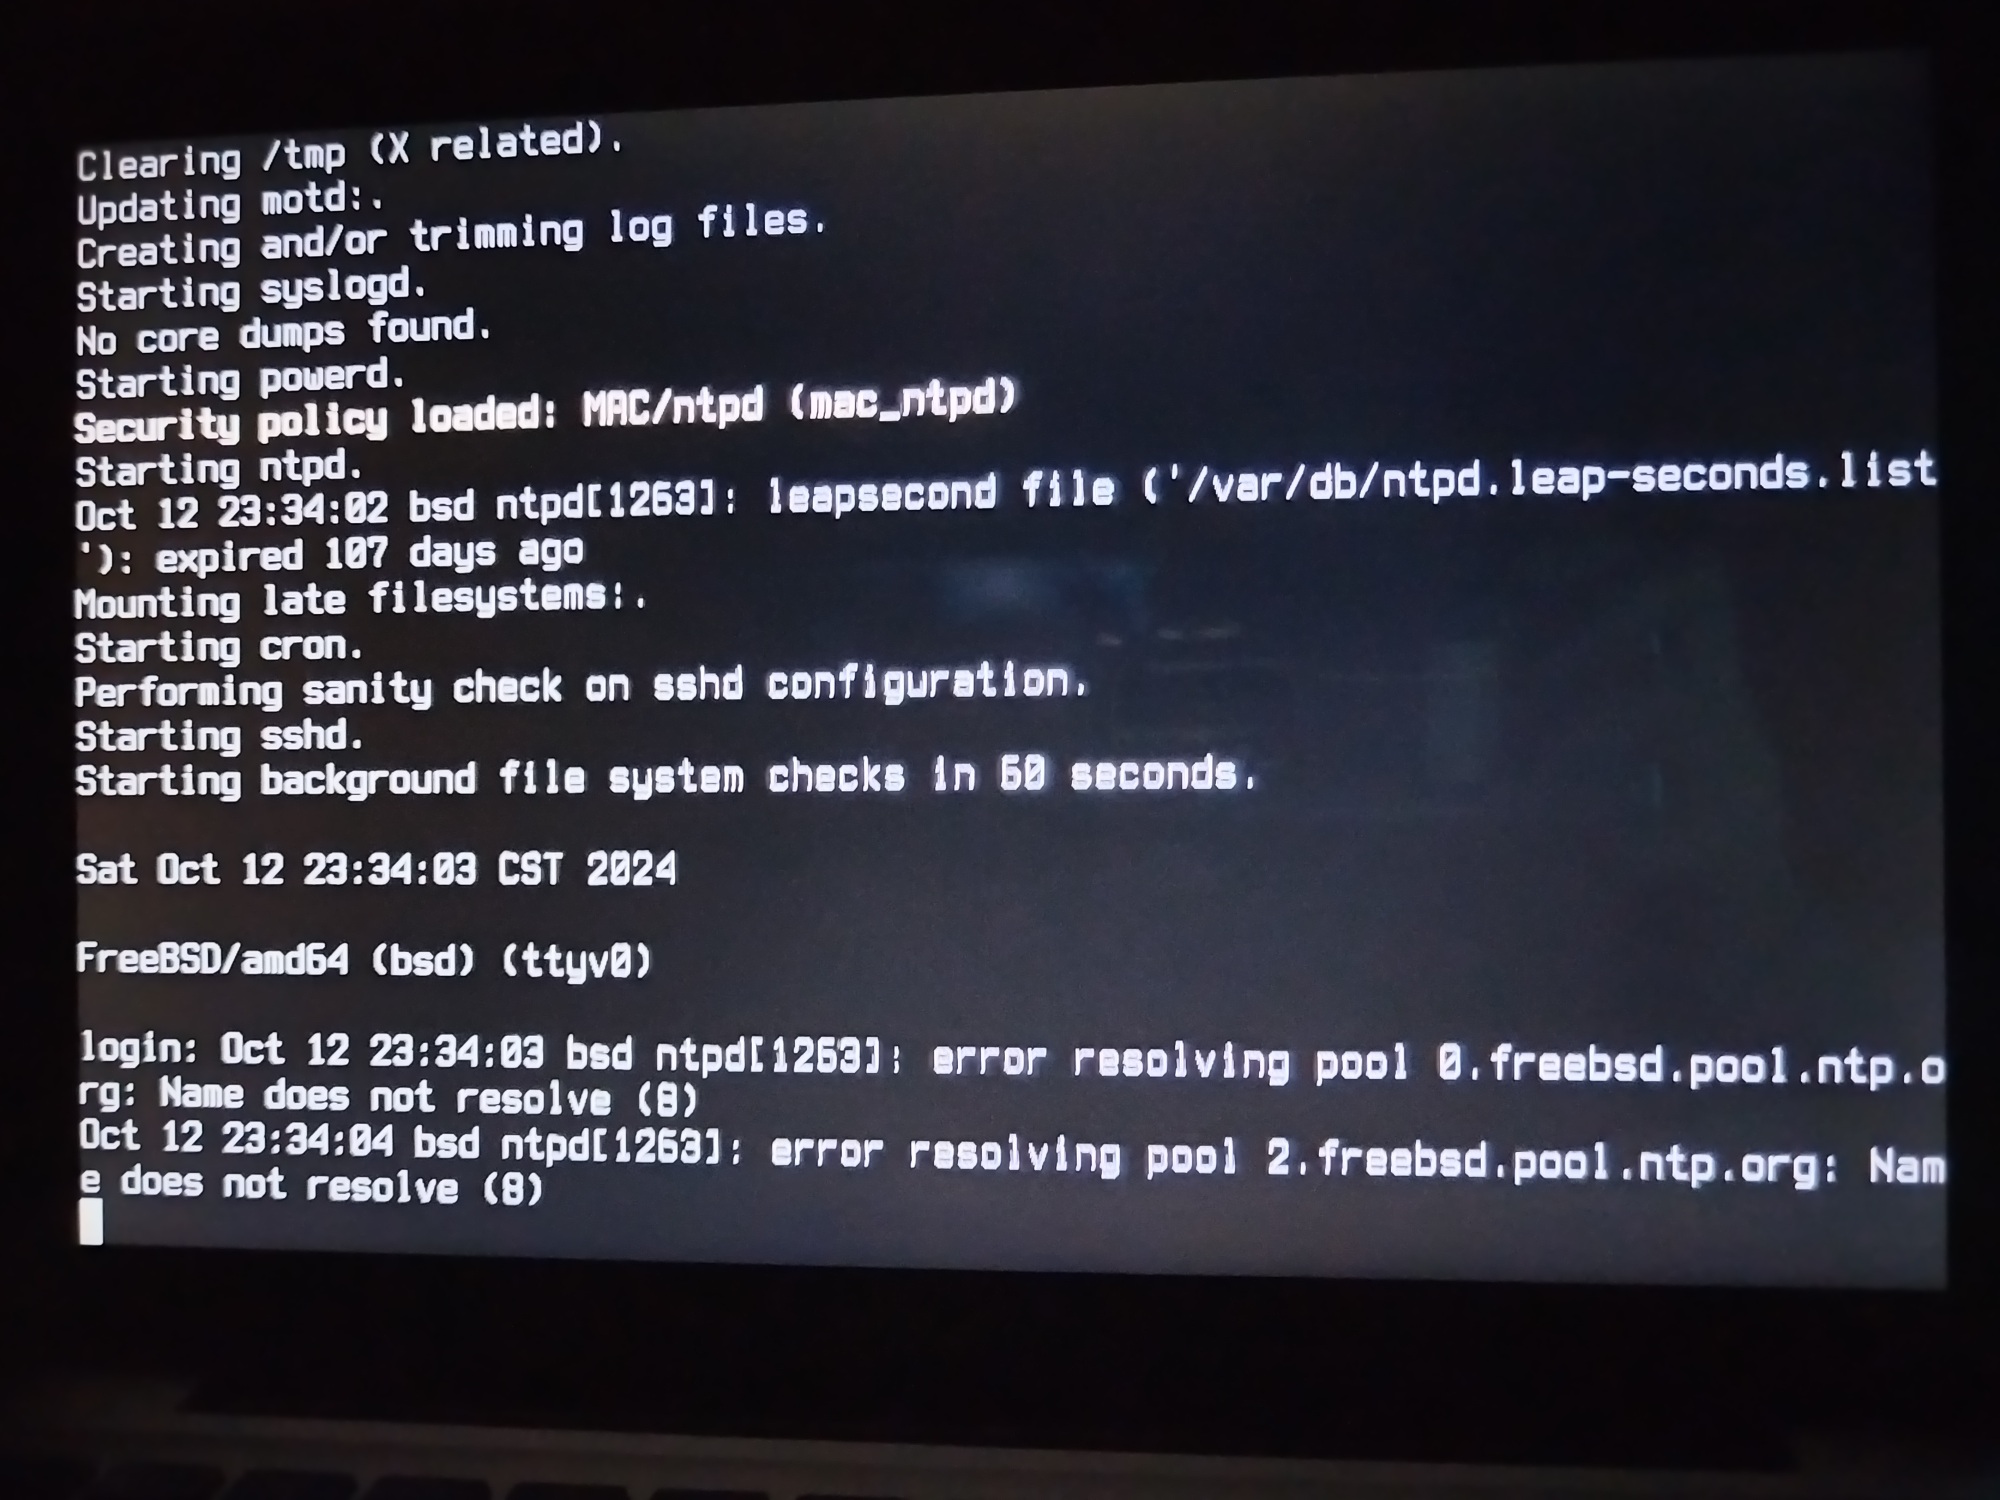 Clearing /tmp (X related).
Updating motd:.
Creating and/or trimming log files.
Starting syslogd.
No core dumps found.
Starting powerd.
Security policy loaded: MAC/ntpd (mac_ntpd)
Starting ntpd.
Oct 12 23:34:02 bsd ntpd[1263]: leapsecond file ('/var/db/ntpd.leap-seconds.list
'): expired 107 days ago
Mounting late filesystems:.
Starting cron.
Performing sanity check on sshd configuration.
Starting sshd.
Starting background file system checks in 60 seconds.
Sat Oct 12 23:34:03 CST 2024
FreeBSD/amd64 (bsd) (ttyv0)
login: Oct 12 23:34:03 bsd ntpd[1263]: error resolving pool 0.freebsd.pool.ntp.o
rg: Name does not resolve (8)
Oct 12 23:34:04 bsd ntpd[1263]: error resolving pool 2.freebsd.pool.ntp.org: Nam
e does not resolve (8)